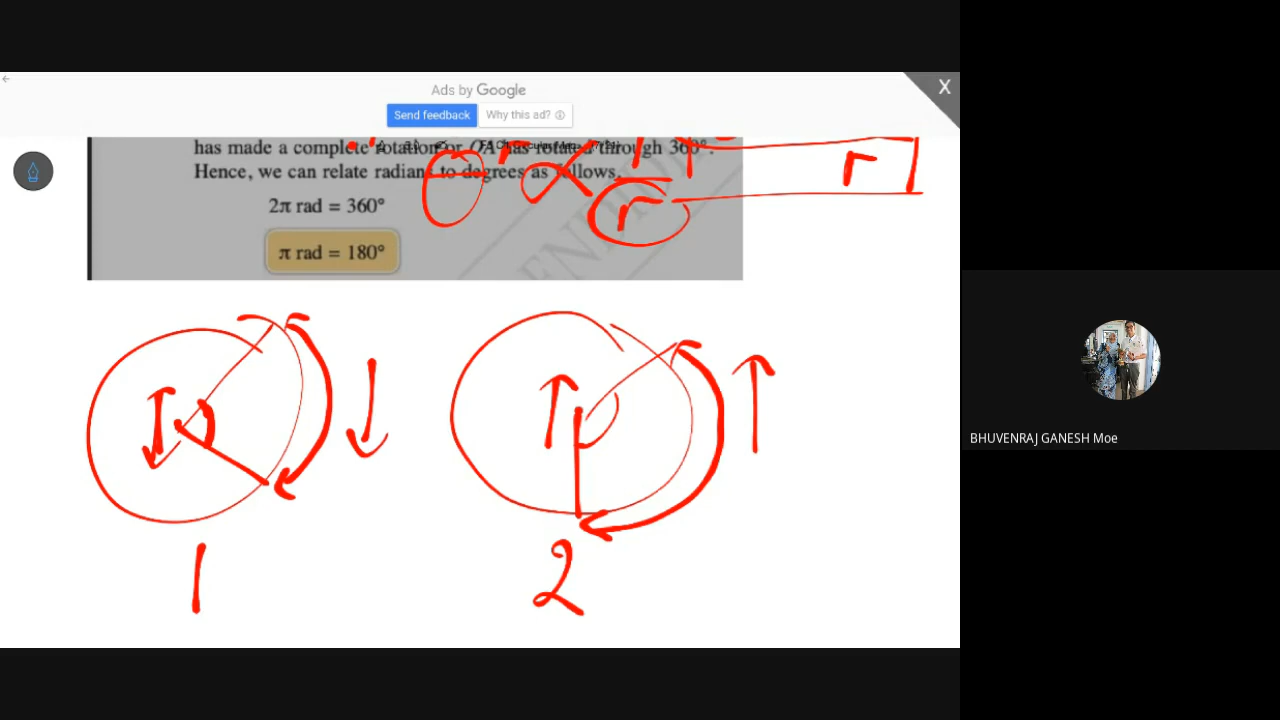 Ads by Google
Send feedback
Why this ad?
X
has made a complete rotation or OA has rotated through 360°.
Hence, we can relate radians to degrees as follows.
θ ∝
r
r
2π rad = 360°
π rad = 180°
1
2
BHUVENRAJ GANESH Moe